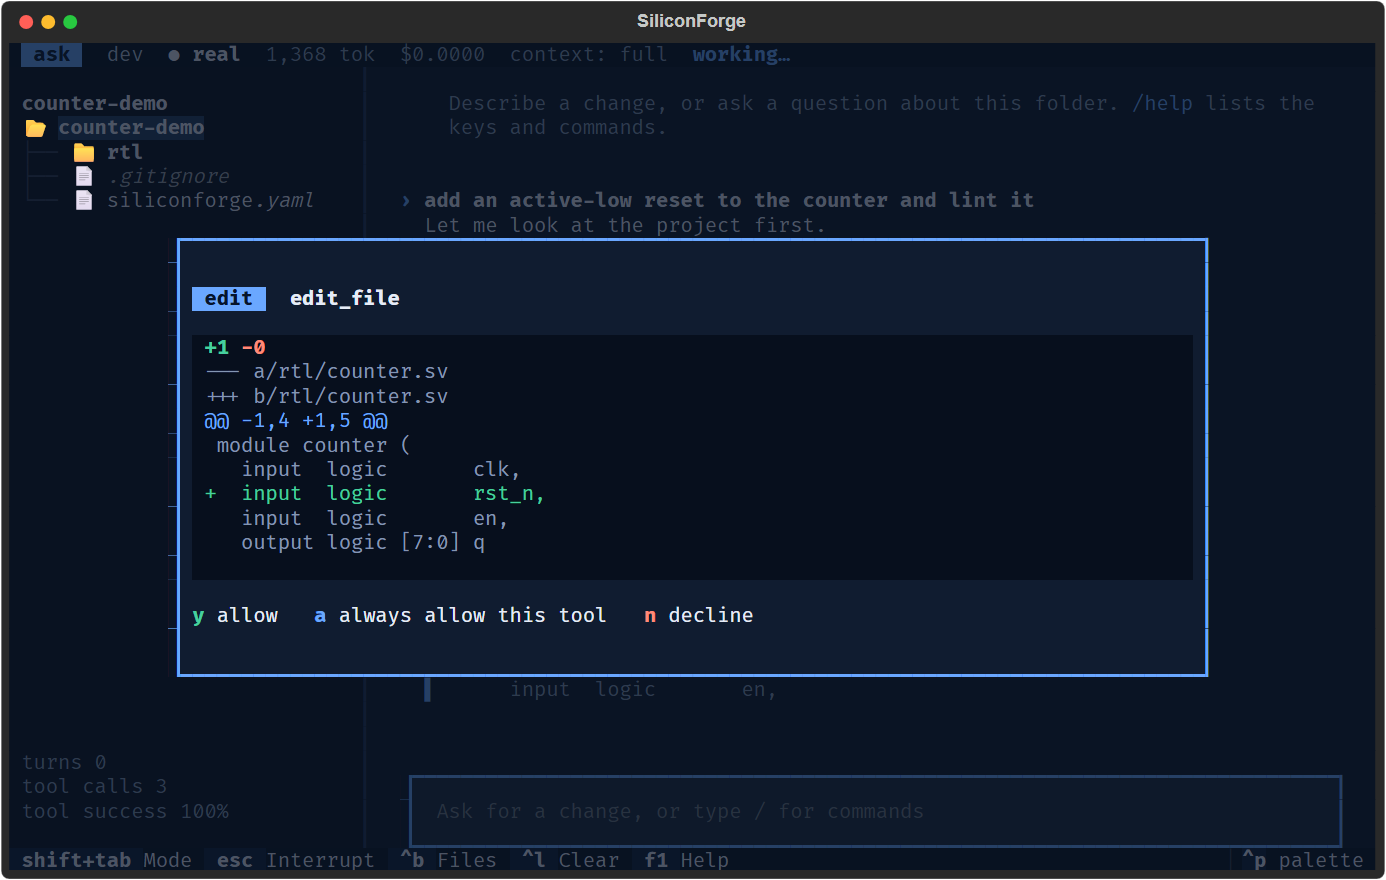 SiliconForge
ask dev ● real 1,368 tok $0.0000 context: full working…
counter-demo
counter-demo
rtl
.gitignore
siliconforge.yaml
Describe a change, or ask a question about this folder. /help lists the
keys and commands.
› add an active-low reset to the counter and lint it
Let me look at the project first.
edit edit_file
+1 -0
--- a/rtl/counter.sv
+++ b/rtl/counter.sv
@@ -1,4 +1,5 @@
module counter (
input logic clk,
+ input logic rst_n,
input logic en,
output logic [7:0] q
y allow a always allow this tool n decline
input logic en,
turns 0
tool calls 3
tool success 100%
Ask for a change, or type / for commands
shift+tab Mode esc Interrupt ^b Files ^l Clear f1 Help ^p palette